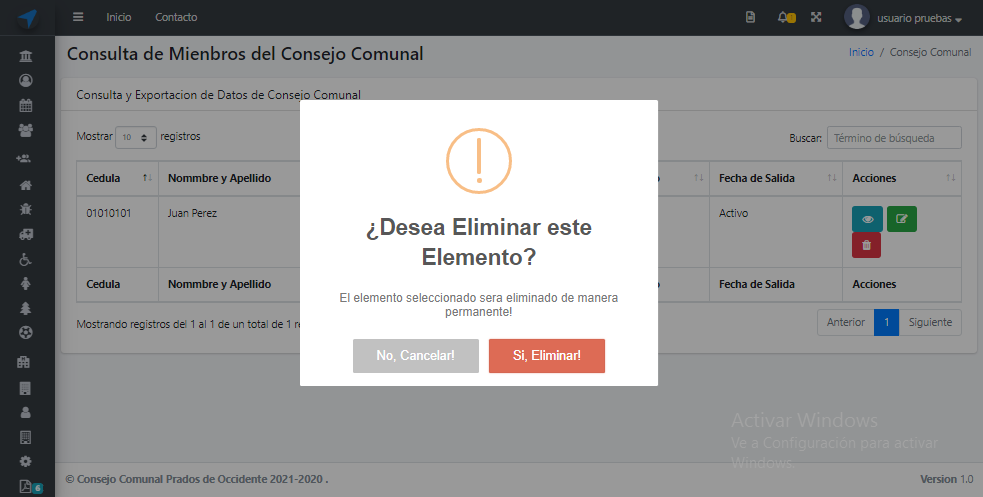 Inicio Contacto usuario pruebas
Consulta de Mienbros del Consejo Comunal
Inicio / Consejo Comunal
Consulta y Exportacion de Datos de Consejo Comunal
Mostrar 10 registros
Buscar: Término de búsqueda
Cedula Nommbre y Apellido Fecha de Salida Acciones
01010101 Juan Perez Activo
Cedula Nommbre y Apellido Fecha de Salida Acciones
Mostrando registros del 1 al 1 de un total de 1
Anterior 1 Siguiente
¿Desea Eliminar este
Elemento?
El elemento seleccionado sera eliminado de manera
permanente!
No, Cancelar! Si, Eliminar!
Activar Windows
Ve a Configuración para activar
Windows.
© Consejo Comunal Prados de Occidente 2021-2020 .
Version 1.0
6